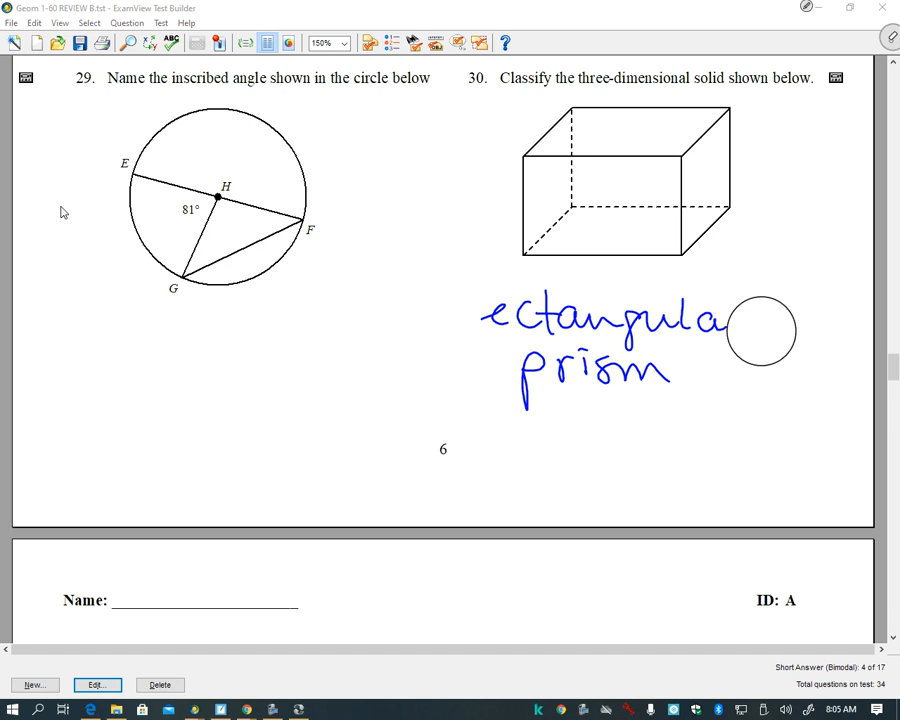 Geom 1-60 REVIEW B.tst - ExamView Test Builder
File Edit View Select Question Test Help
ABC 150% OBJ ?
29. Name the inscribed angle shown in the circle below
30. Classify the three-dimensional solid shown below.
E
H
81°
F
G
ectangula
prism
6
Name: ID: A
Short Answer (Bimodal): 4 of 17
New... Edit... Delete
Total questions on test: 34
8:05 AM